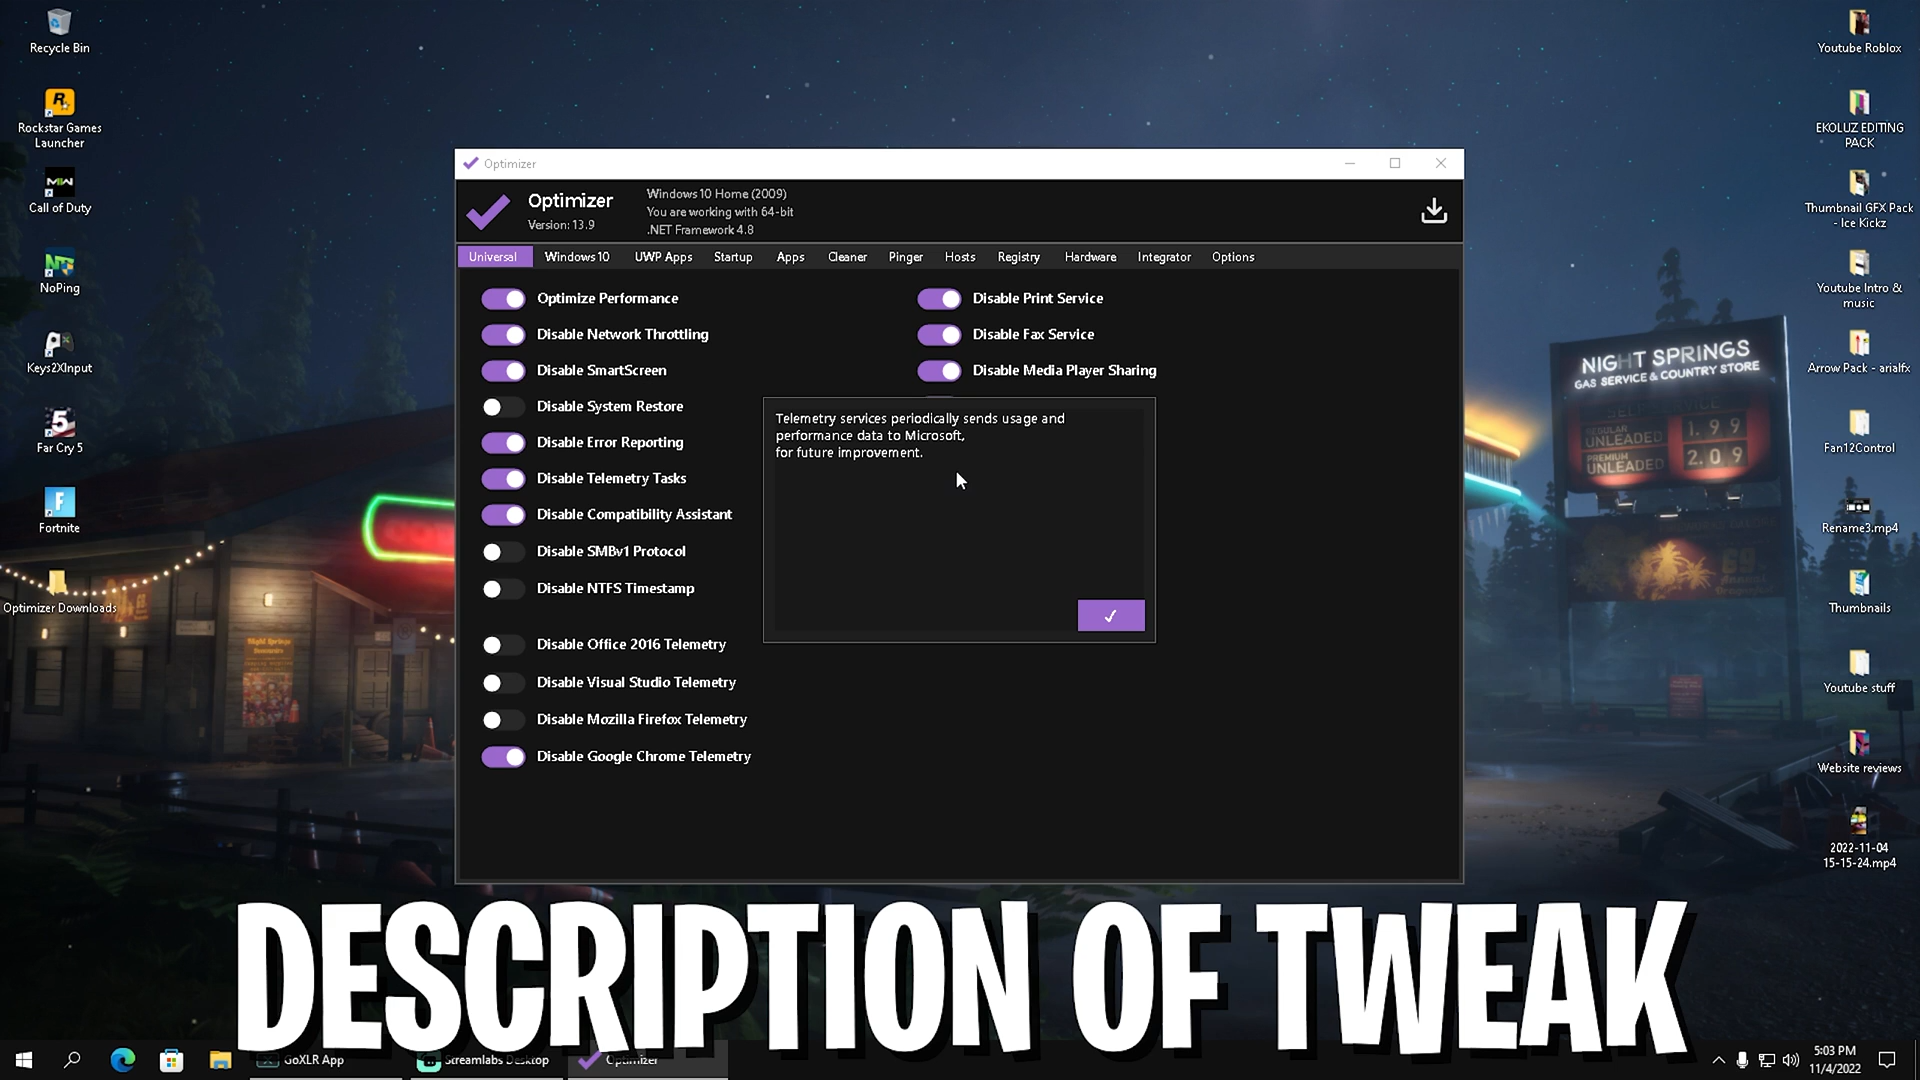 Recycle Bin
Rockstar Games
Launcher
Call of Duty
NoPing
Keys2XInput
Far Cry 5
Fortnite
Optimizer Downloads
Optimizer
Optimizer
Version: 13.9
Windows 10 Home (2009)
You are working with 64-bit
.NET Framework 4.8
Universal
Windows 10
UWP Apps
Startup
Apps
Cleaner
Pinger
Hosts
Registry
Hardware
Integrator
Options
Optimize Performance
Disable Network Throttling
Disable SmartScreen
Disable System Restore
Disable Error Reporting
Disable Telemetry Tasks
Disable Compatibility Assistant
Disable SMBv1 Protocol
Disable NTFS Timestamp
Disable Office 2016 Telemetry
Disable Visual Studio Telemetry
Disable Mozilla Firefox Telemetry
Disable Google Chrome Telemetry
Disable Print Service
Disable Fax Service
Disable Media Player Sharing
Telemetry services periodically sends usage and
performance data to Microsoft,
for future improvement.
NIGHT SPRINGS
GAS SERVICE & COUNTRY STORE
REGULAR
UNLEADED
1.99
PREMIUM
UNLEADED
2.09
Youtube Roblox
EKOLUZ EDITING
PACK
Thumbnail GFX Pack
- Ice Kickz
Youtube Intro &
music
Arrow Pack - arialfx
Fan12Control
Rename3.mp4
Thumbnails
Youtube stuff
Website reviews
2022-11-04
15-15-24.mp4
DESCRIPTION OF TWEAK
GoXLR App
Streamlabs Desktop
Optimizer
5:03 PM
11/4/2022